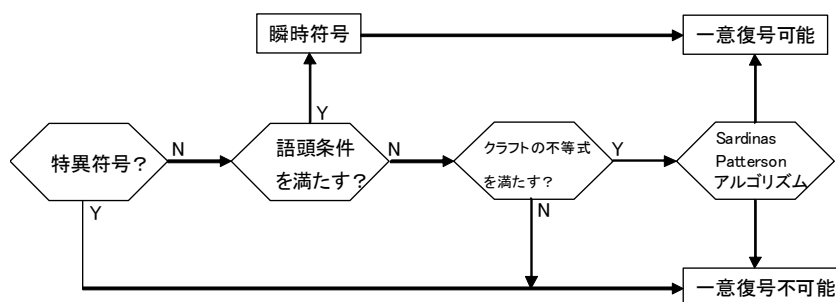 瞬時符号
一意復号可能
Y
特異符号?
N
語頭条件
を満たす?
N
クラフトの不等式
を満たす?
Y
Sardinas
Patterson
アルゴリズム
Y
N
一意復号不可能